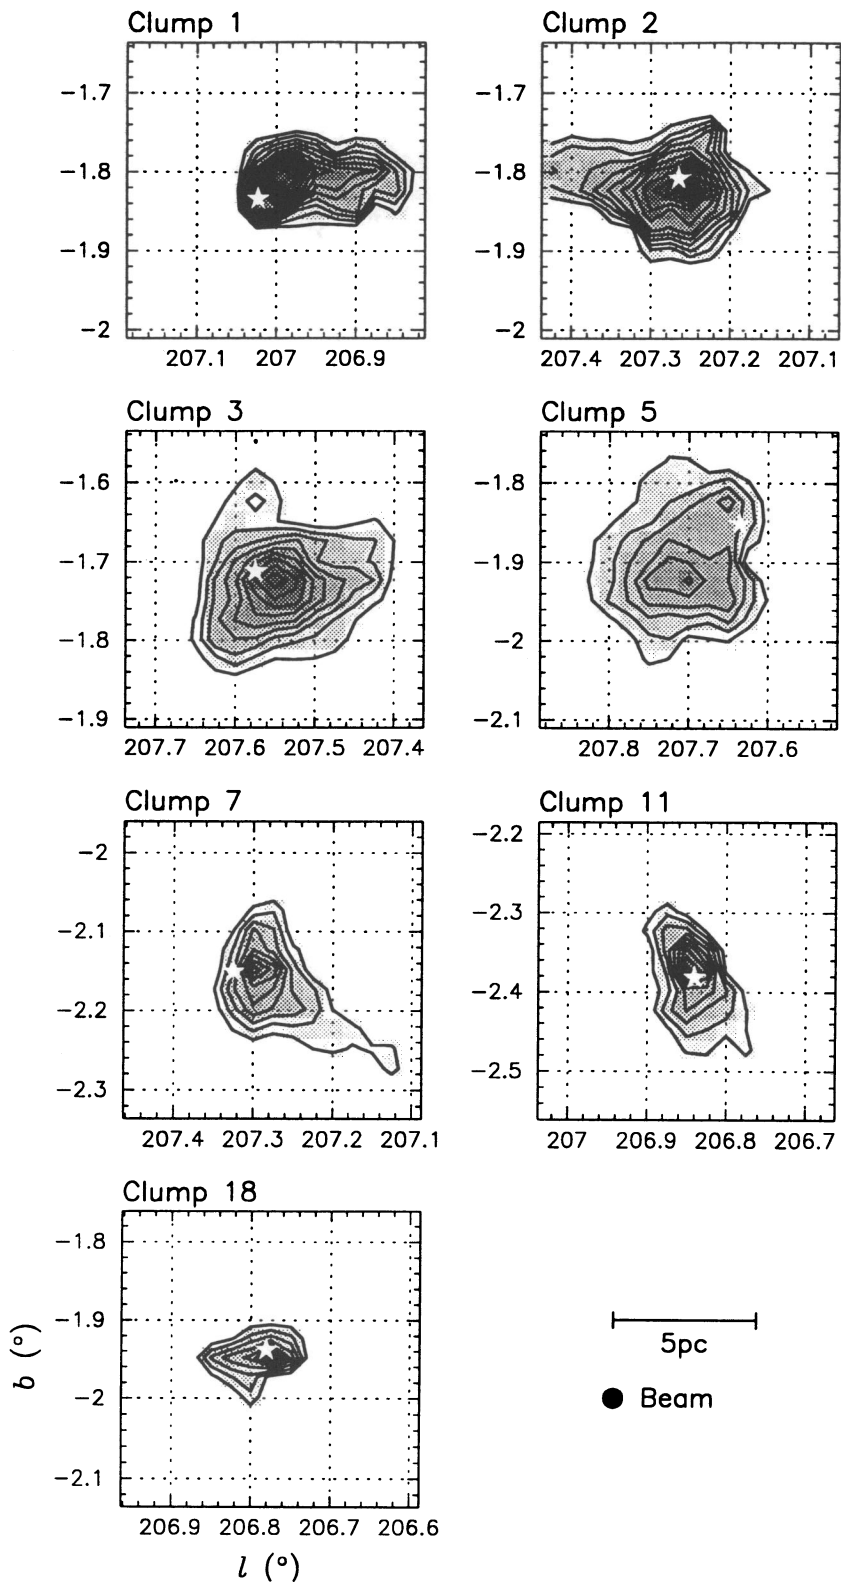 Clump 1
−1.7
−1.8
−1.9
−2
207.1 207 206.9
Clump 2
−1.7
−1.8
−1.9
−2
207.4 207.3 207.2 207.1
Clump 3
−1.6
−1.7
−1.8
−1.9
207.7 207.6 207.5 207.4
Clump 5
−1.8
−1.9
−2
−2.1
207.8 207.7 207.6
Clump 7
−2
−2.1
−2.2
−2.3
207.4 207.3 207.2 207.1
Clump 11
−2.2
−2.3
−2.4
−2.5
207 206.9 206.8 206.7
Clump 18
−1.8
−1.9
−2
−2.1
206.9 206.8 206.7 206.6
b (°)
l (°)
5pc
Beam